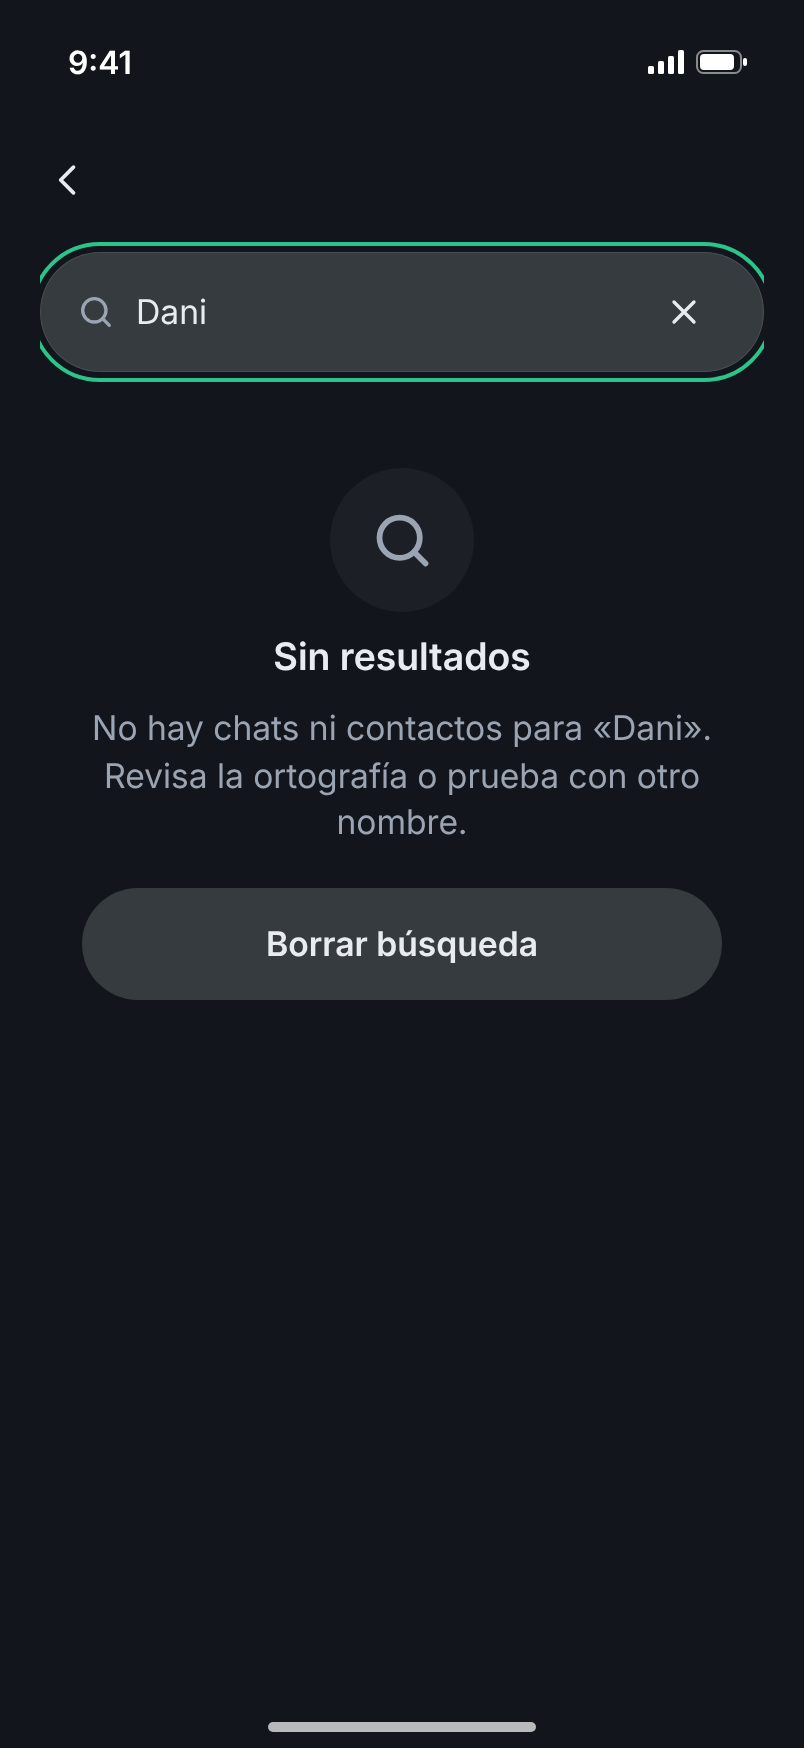 9:41
Dani
Sin resultados
No hay chats ni contactos para «Dani».
Revisa la ortografía o prueba con otro
nombre.
Borrar búsqueda